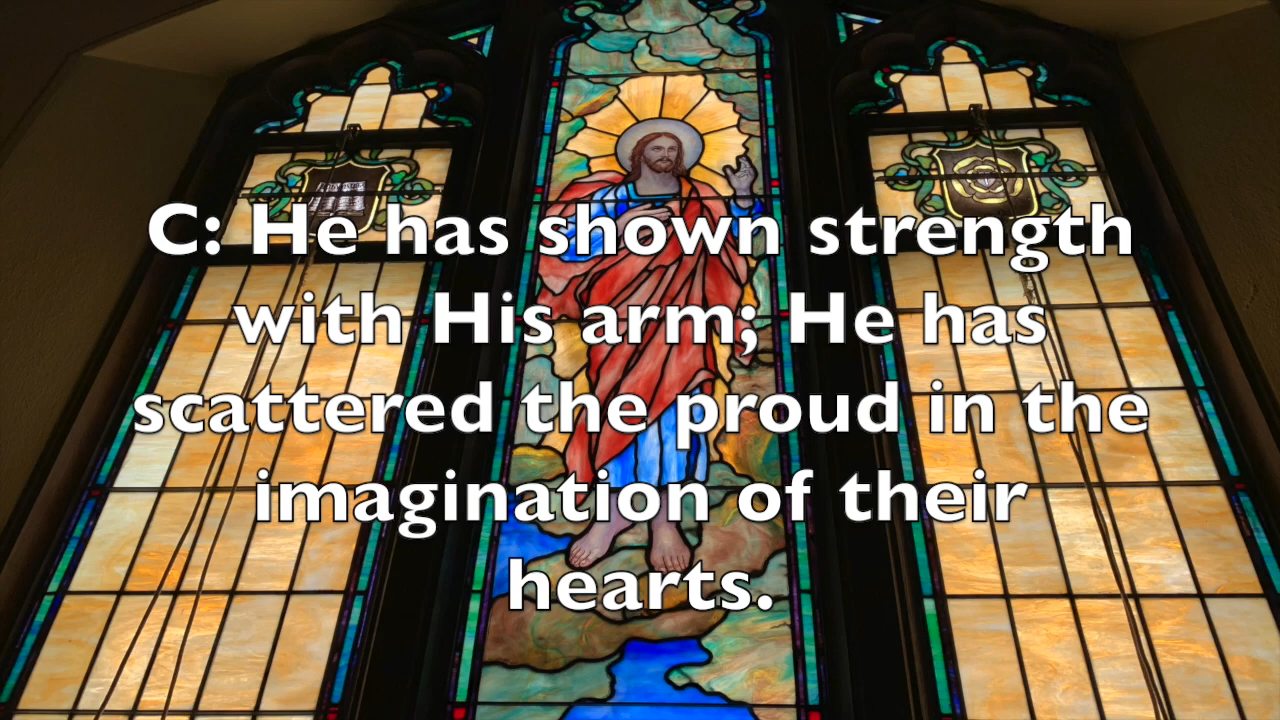 C: He has shown strength
with His arm; He has
scattered the proud in the
imagination of their
hearts.